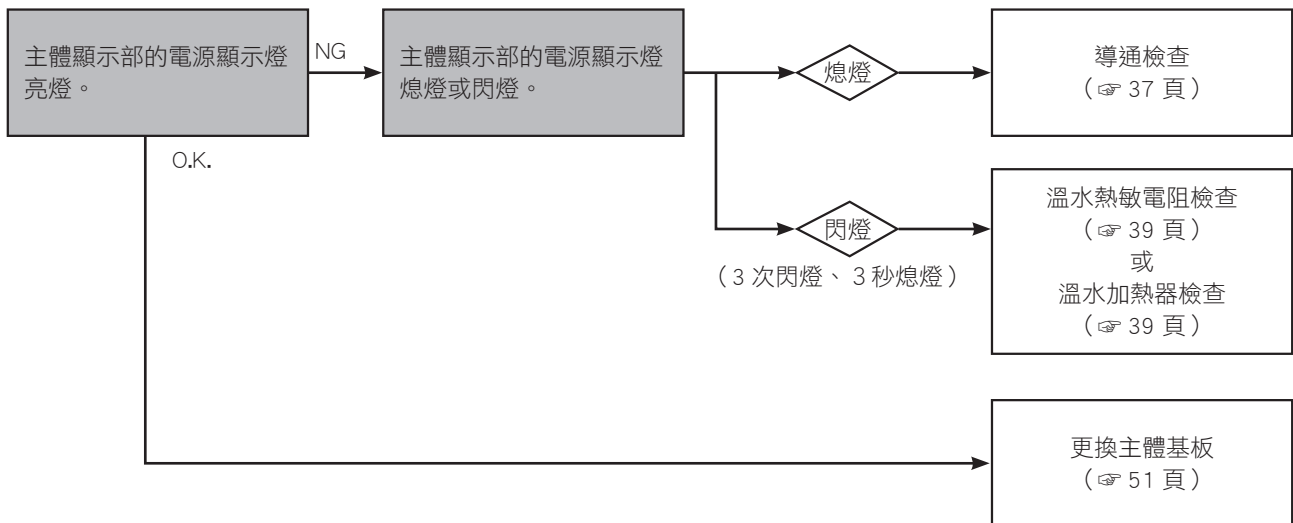 主體顯示部的電源顯示燈
亮燈。
NG
O.K.
主體顯示部的電源顯示燈
熄燈或閃燈。
熄燈
導通檢查
（☞ 37 頁）
閃燈
（3 次閃燈、 3 秒熄燈）
溫水熱敏電阻檢查
（☞ 39 頁）
或
溫水加熱器檢查
（☞ 39 頁）
更換主體基板
（☞ 51 頁）